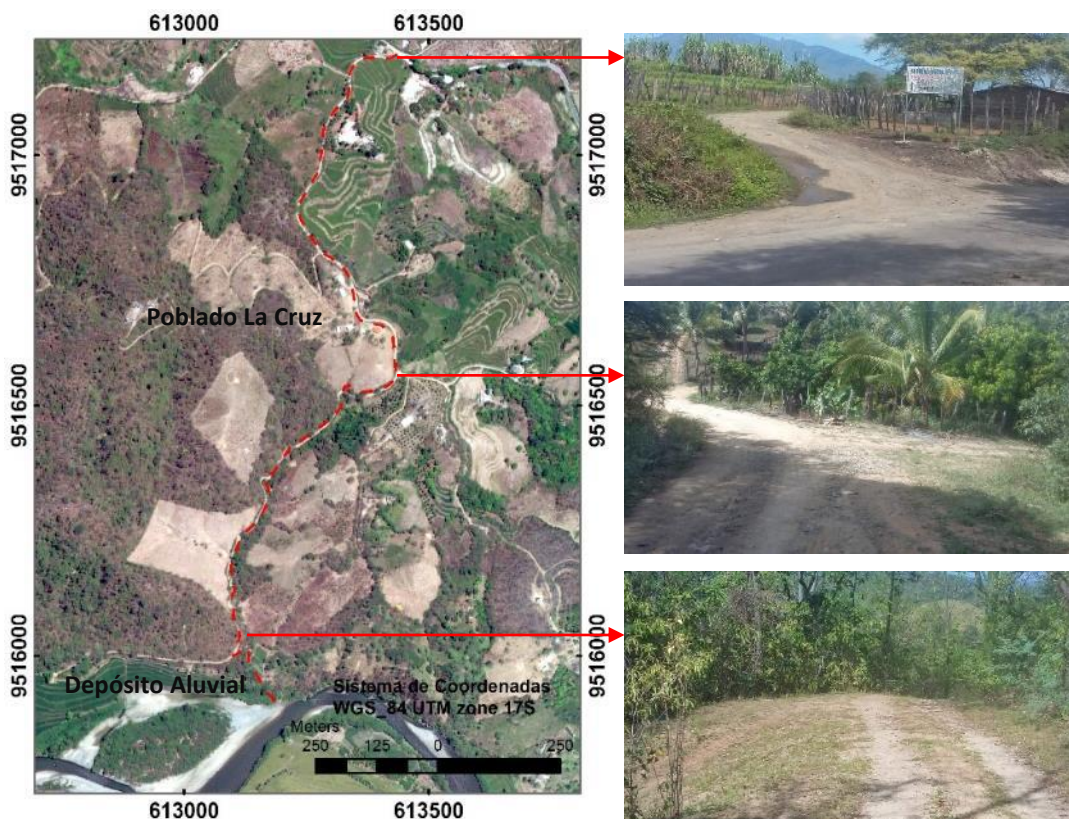 613000
613500
9517000
9517000
Poblado La Cruz
9516500
9516500
9516000
9516000
Depósito Aluvial
Sistema de Coordenadas
WGS_84 UTM zone 17S
Meters
250 125 0 250
613000
613500